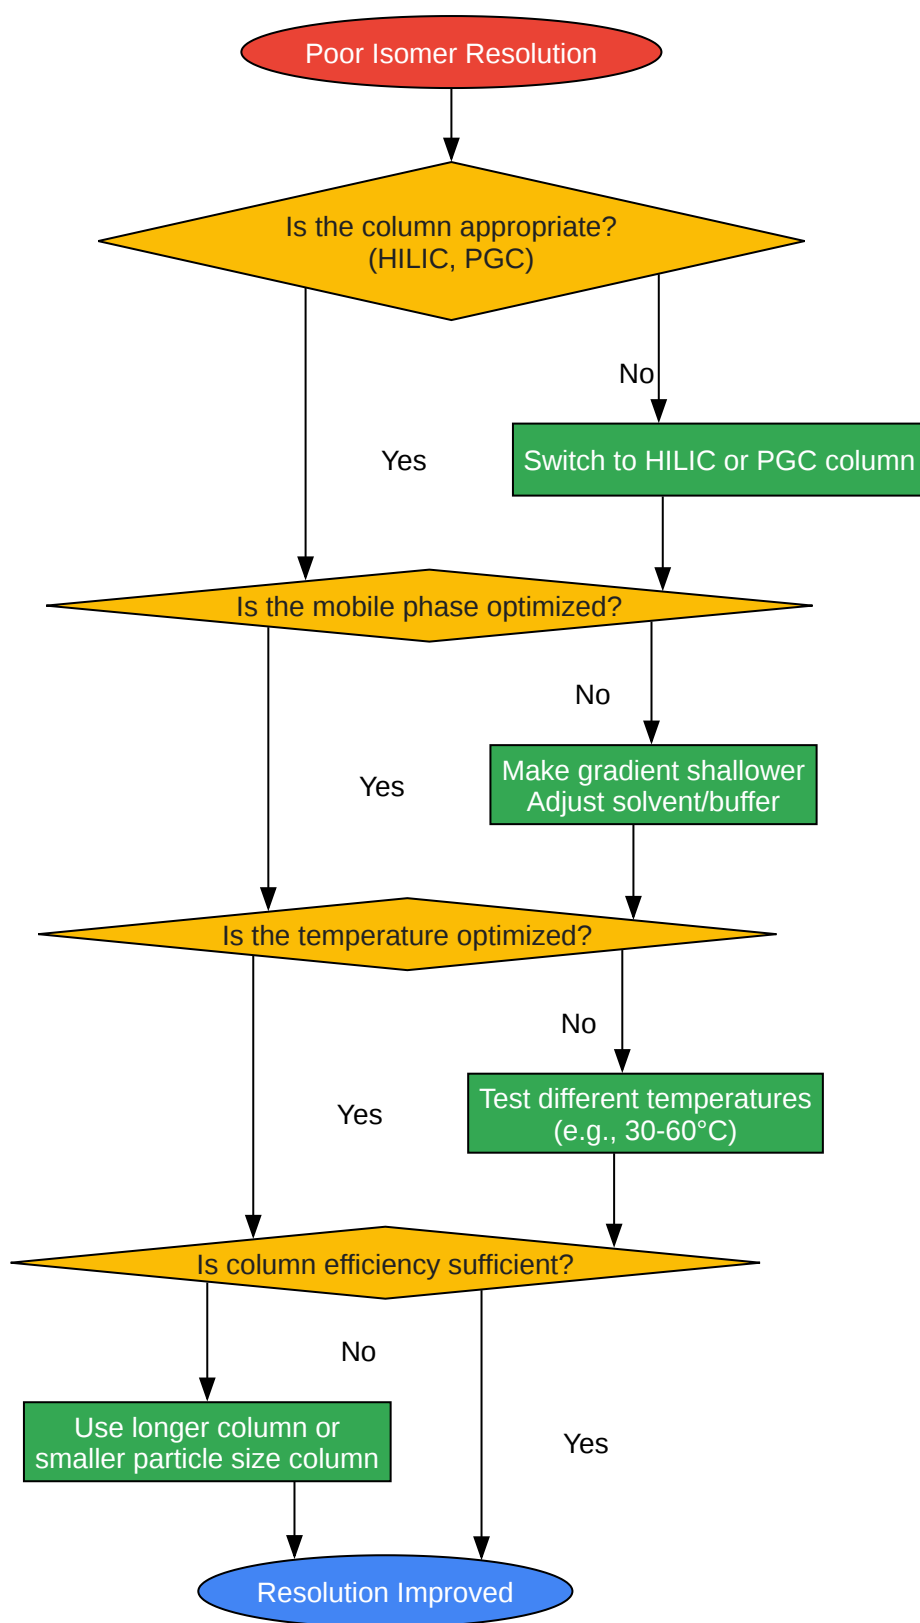 Poor Isomer Resolution
Is the column appropriate?
(HILIC, PGC)
No
Yes
Switch to HILIC or PGC column
Is the mobile phase optimized?
No
Yes
Make gradient shallower
Adjust solvent/buffer
Is the temperature optimized?
No
Yes
Test different temperatures
(e.g., 30-60°C)
Is column efficiency sufficient?
No
Use longer column or
smaller particle size column
Yes
Resolution Improved